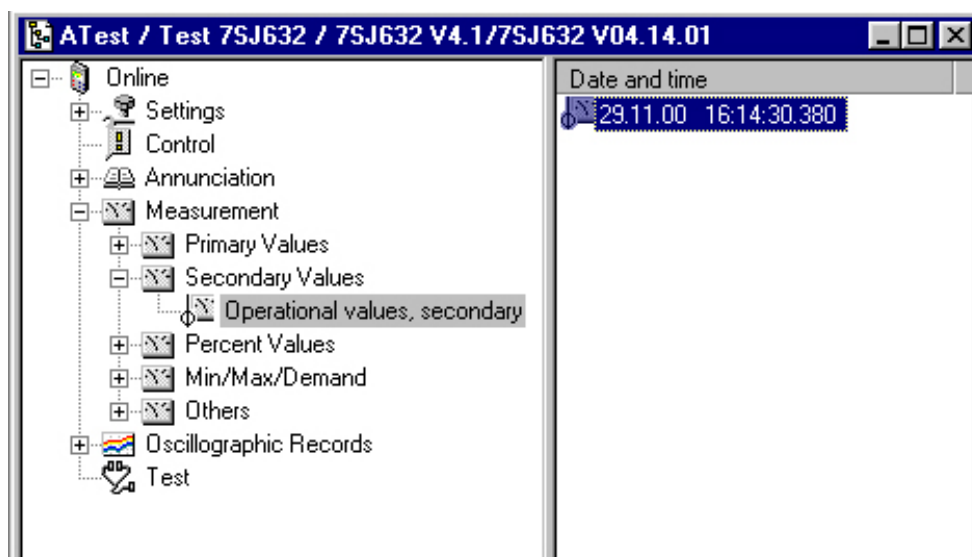 ATest / Test 7SJ632 / 7SJ632 V4.1/7SJ632 V04.14.01
Online
Settings
Control
Annunciation
Measurement
Primary Values
Secondary Values
Operational values, secondary
Percent Values
Min/Max/Demand
Others
Oscillographic Records
Test
Date and time
29.11.00 16:14:30.380